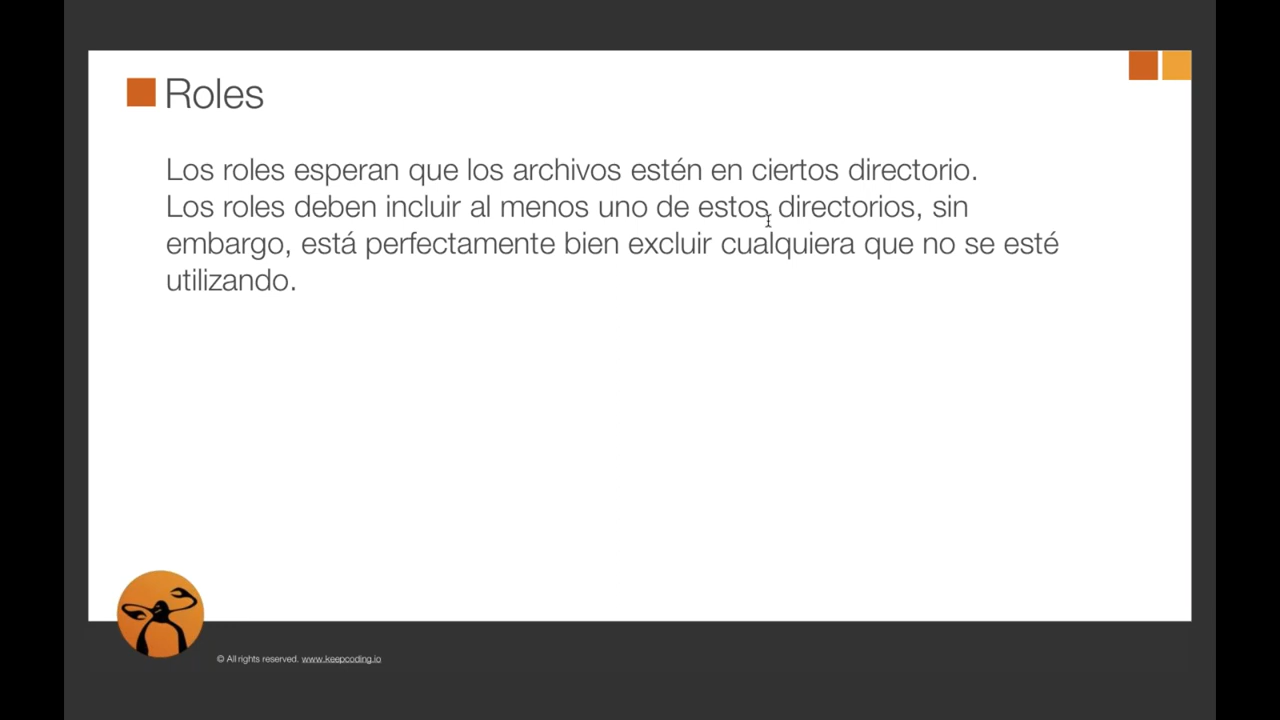 Roles
Los roles esperan que los archivos estén en ciertos directorio.
Los roles deben incluir al menos uno de estos directorios, sin
embargo, está perfectamente bien excluir cualquiera que no se esté
utilizando.
© All rights reserved. www.keepcoding.io